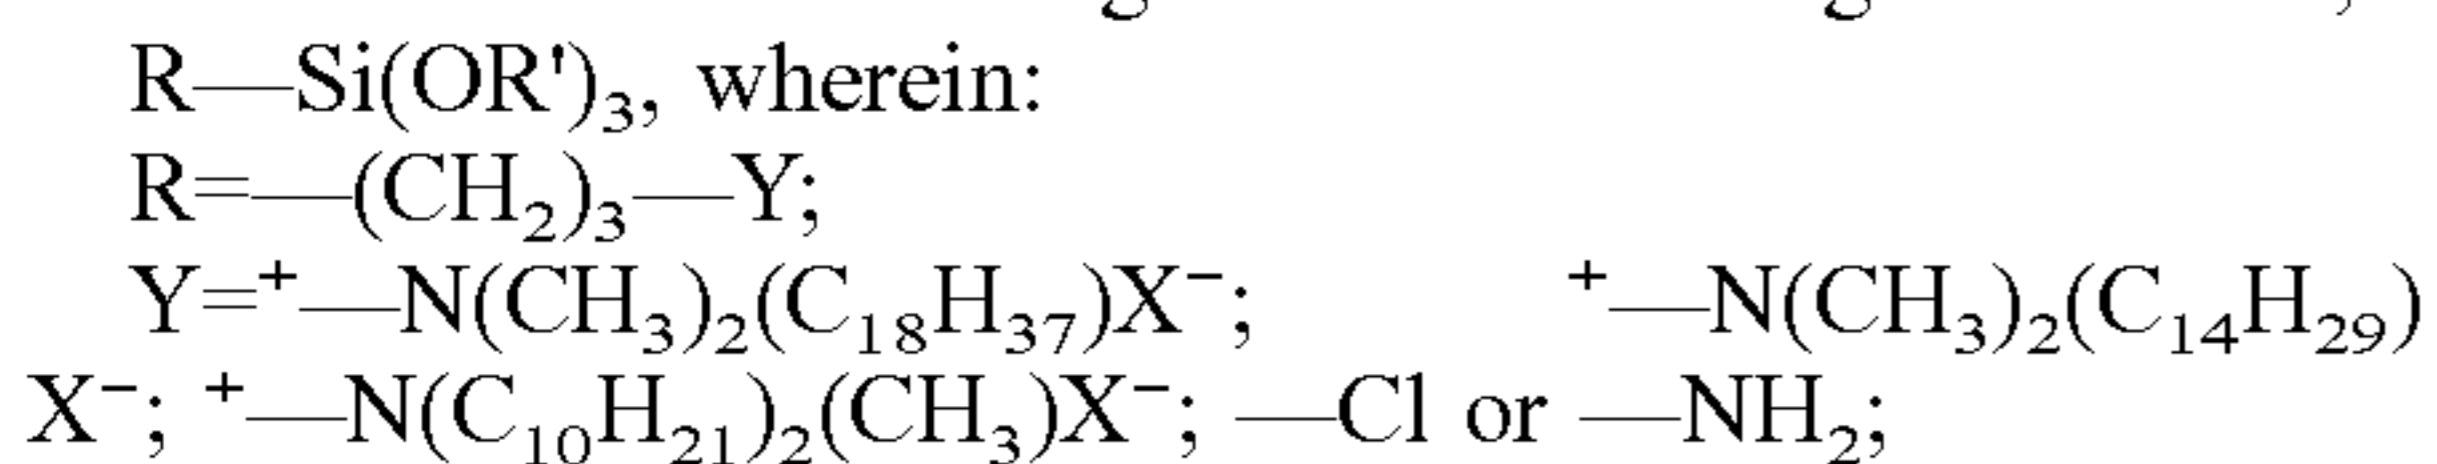 R—Si(OR')₃, wherein:
R=—(CH₂)₃—Y;
Y=⁺—N(CH₃)₂(C₁₈H₃₇)X⁻; ⁺—N(CH₃)₂(C₁₄H₂₉)
X⁻; ⁺—N(C₁₀H₂₁)₂(CH₃)X⁻; —Cl or —NH₂;